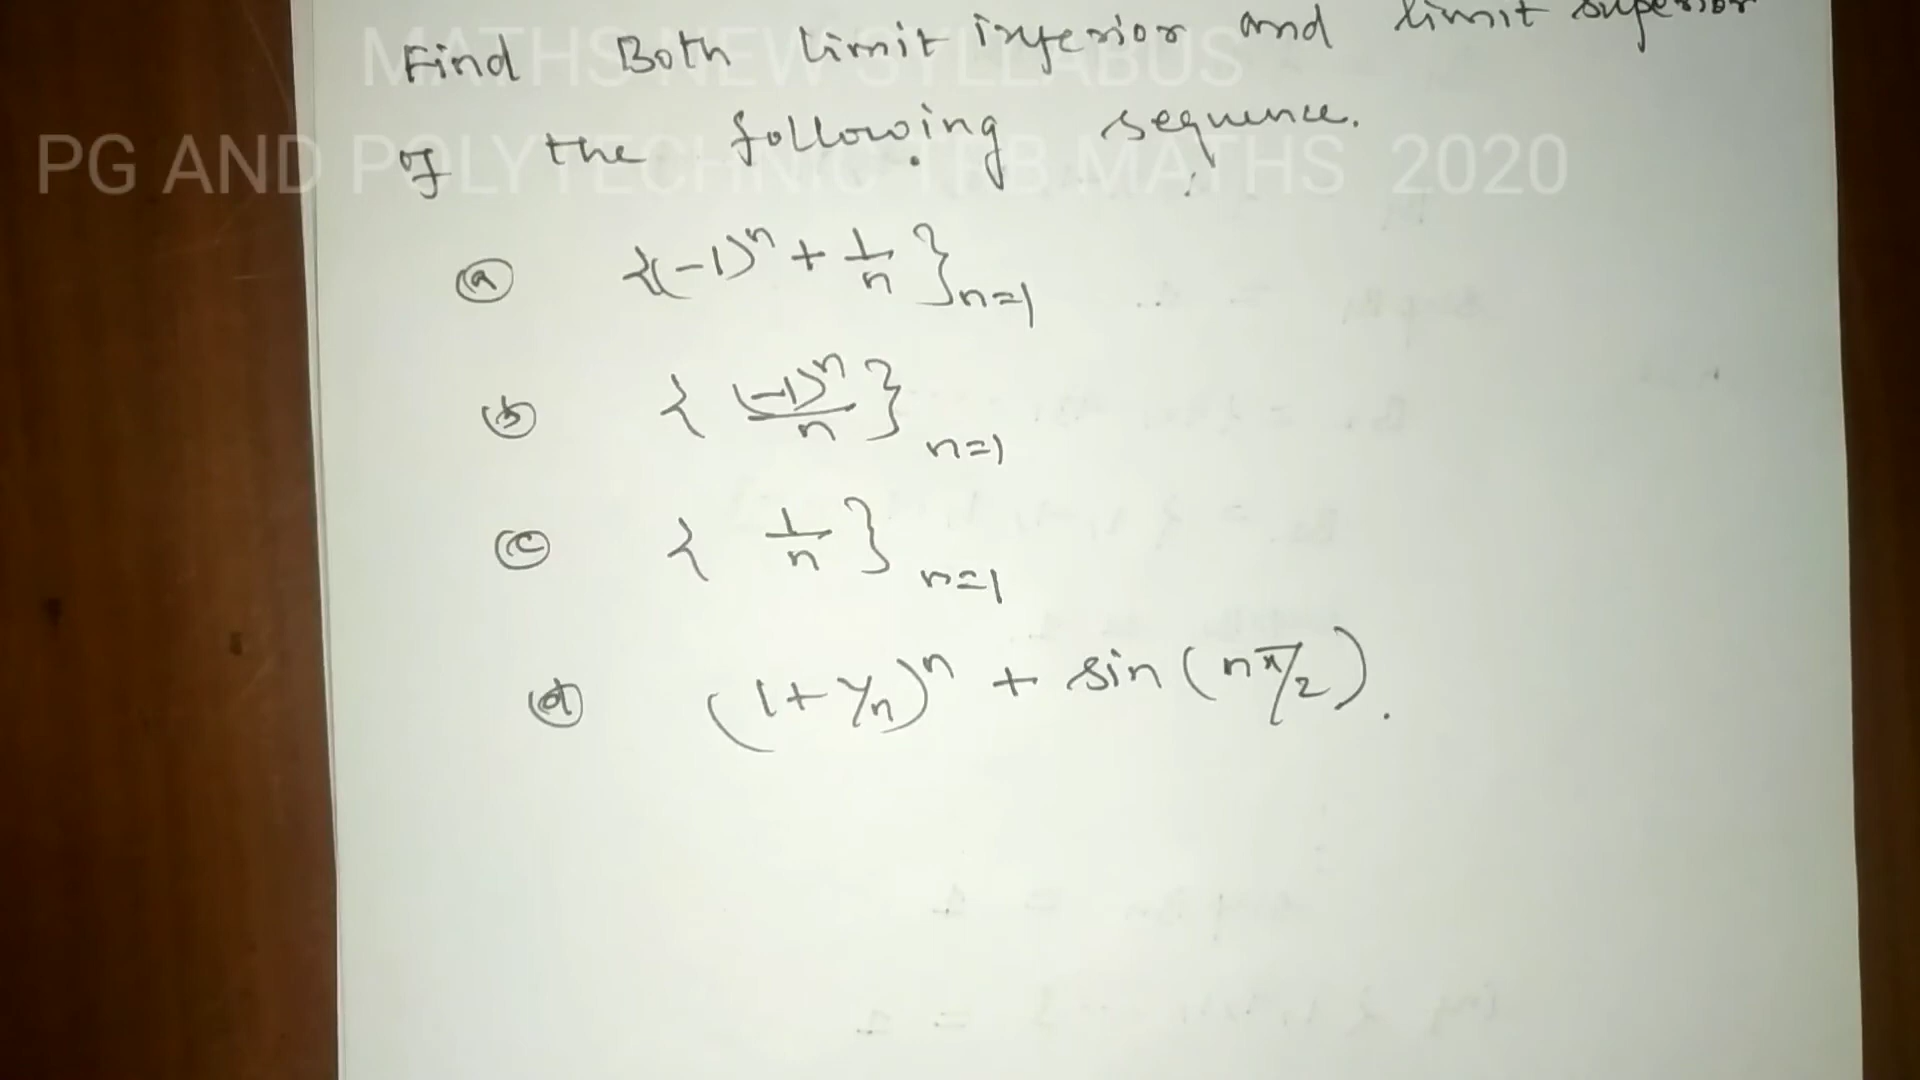 MATHS NEW SYLLABUS
Find Both limit inferior and limit superior
PG AND POLYTECHNIC TRB MATHS 2020
of the following sequence.
(a) {(-1)ⁿ + 1/n}ₙ₌₁
(b) {(-1)ⁿ/n}ₙ₌₁
(c) {1/n}ₙ₌₁
(d) (1+1/n)ⁿ + sin(nπ/2).